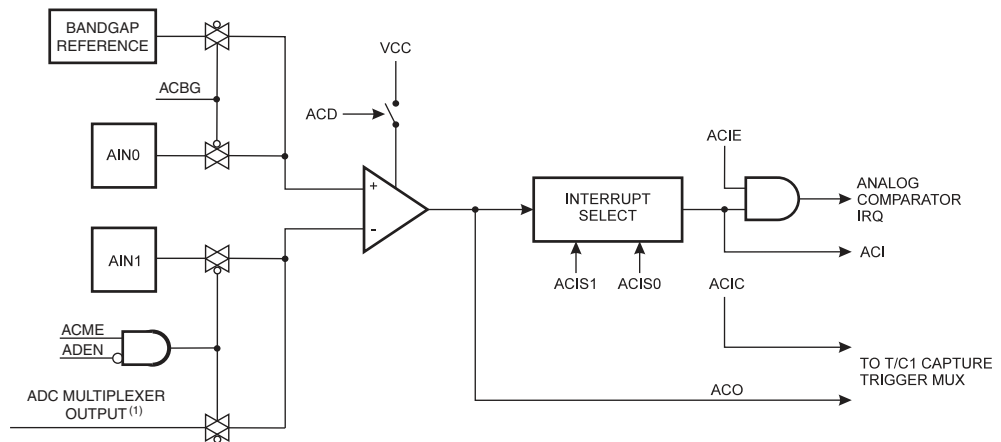 BANDGAP
REFERENCE
VCC
ACBG
ACD
AIN0
ACIE
+
-
INTERRUPT
SELECT
ANALOG
COMPARATOR
IRQ
AIN1
ACI
ACIS1 ACIS0
ACIC
ACME
ADEN
TO T/C1 CAPTURE
TRIGGER MUX
ADC MULTIPLEXER
OUTPUT(1)
ACO